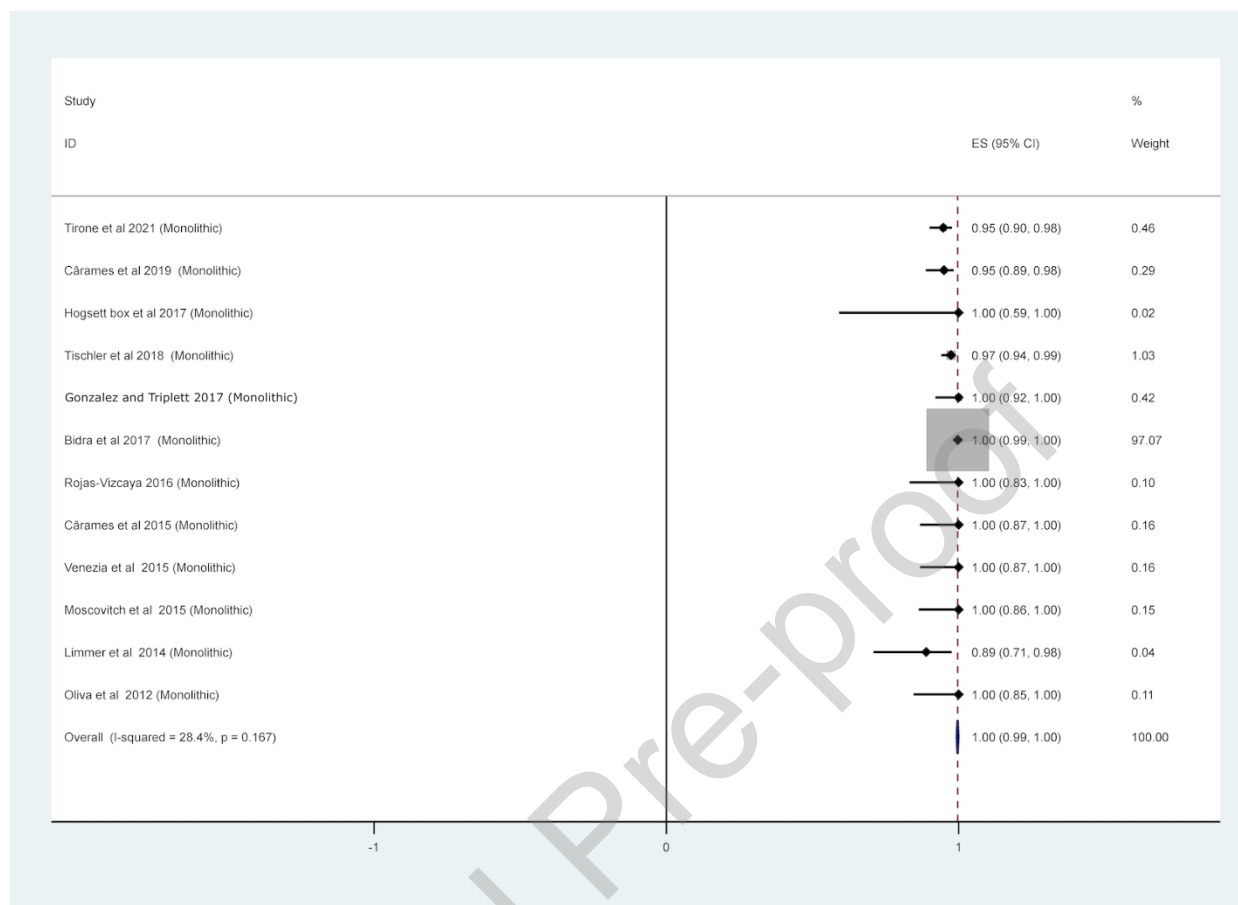 Study %
ID ES (95% CI) Weight
Tirone et al 2021 (Monolithic) 0.95 (0.90, 0.98) 0.46
Cârames et al 2019 (Monolithic) 0.95 (0.89, 0.98) 0.29
Hogsett box et al 2017 (Monolithic) 1.00 (0.59, 1.00) 0.02
Tischler et al 2018 (Monolithic) 0.97 (0.94, 0.99) 1.03
Gonzalez and Triplett 2017 (Monolithic) 1.00 (0.92, 1.00) 0.42
Bidra et al 2017 (Monolithic) 1.00 (0.99, 1.00) 97.07
Rojas-Vizcaya 2016 (Monolithic) 1.00 (0.83, 1.00) 0.10
Cârames et al 2015 (Monolithic) 1.00 (0.87, 1.00) 0.16
Venezia et al 2015 (Monolithic) 1.00 (0.87, 1.00) 0.16
Moscovitch et al 2015 (Monolithic) 1.00 (0.86, 1.00) 0.15
Limmer et al 2014 (Monolithic) 0.89 (0.71, 0.98) 0.04
Oliva et al 2012 (Monolithic) 1.00 (0.85, 1.00) 0.11
Overall (I-squared = 28.4%, p = 0.167) 1.00 (0.99, 1.00) 100.00
-1 0 1
Pre-proof